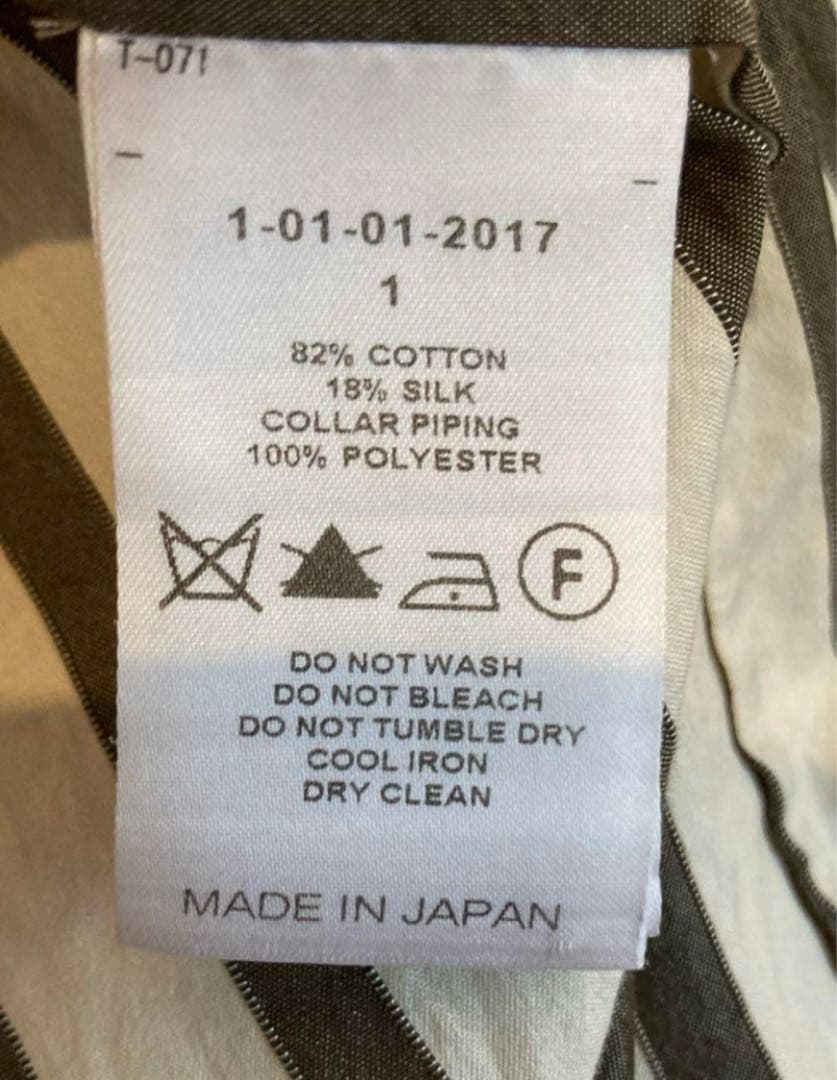 T-071
1-01-01-2017
1
82% COTTON
18% SILK
COLLAR PIPING
100% POLYESTER
F
DO NOT WASH
DO NOT BLEACH
DO NOT TUMBLE DRY
COOL IRON
DRY CLEAN
MADE IN JAPAN